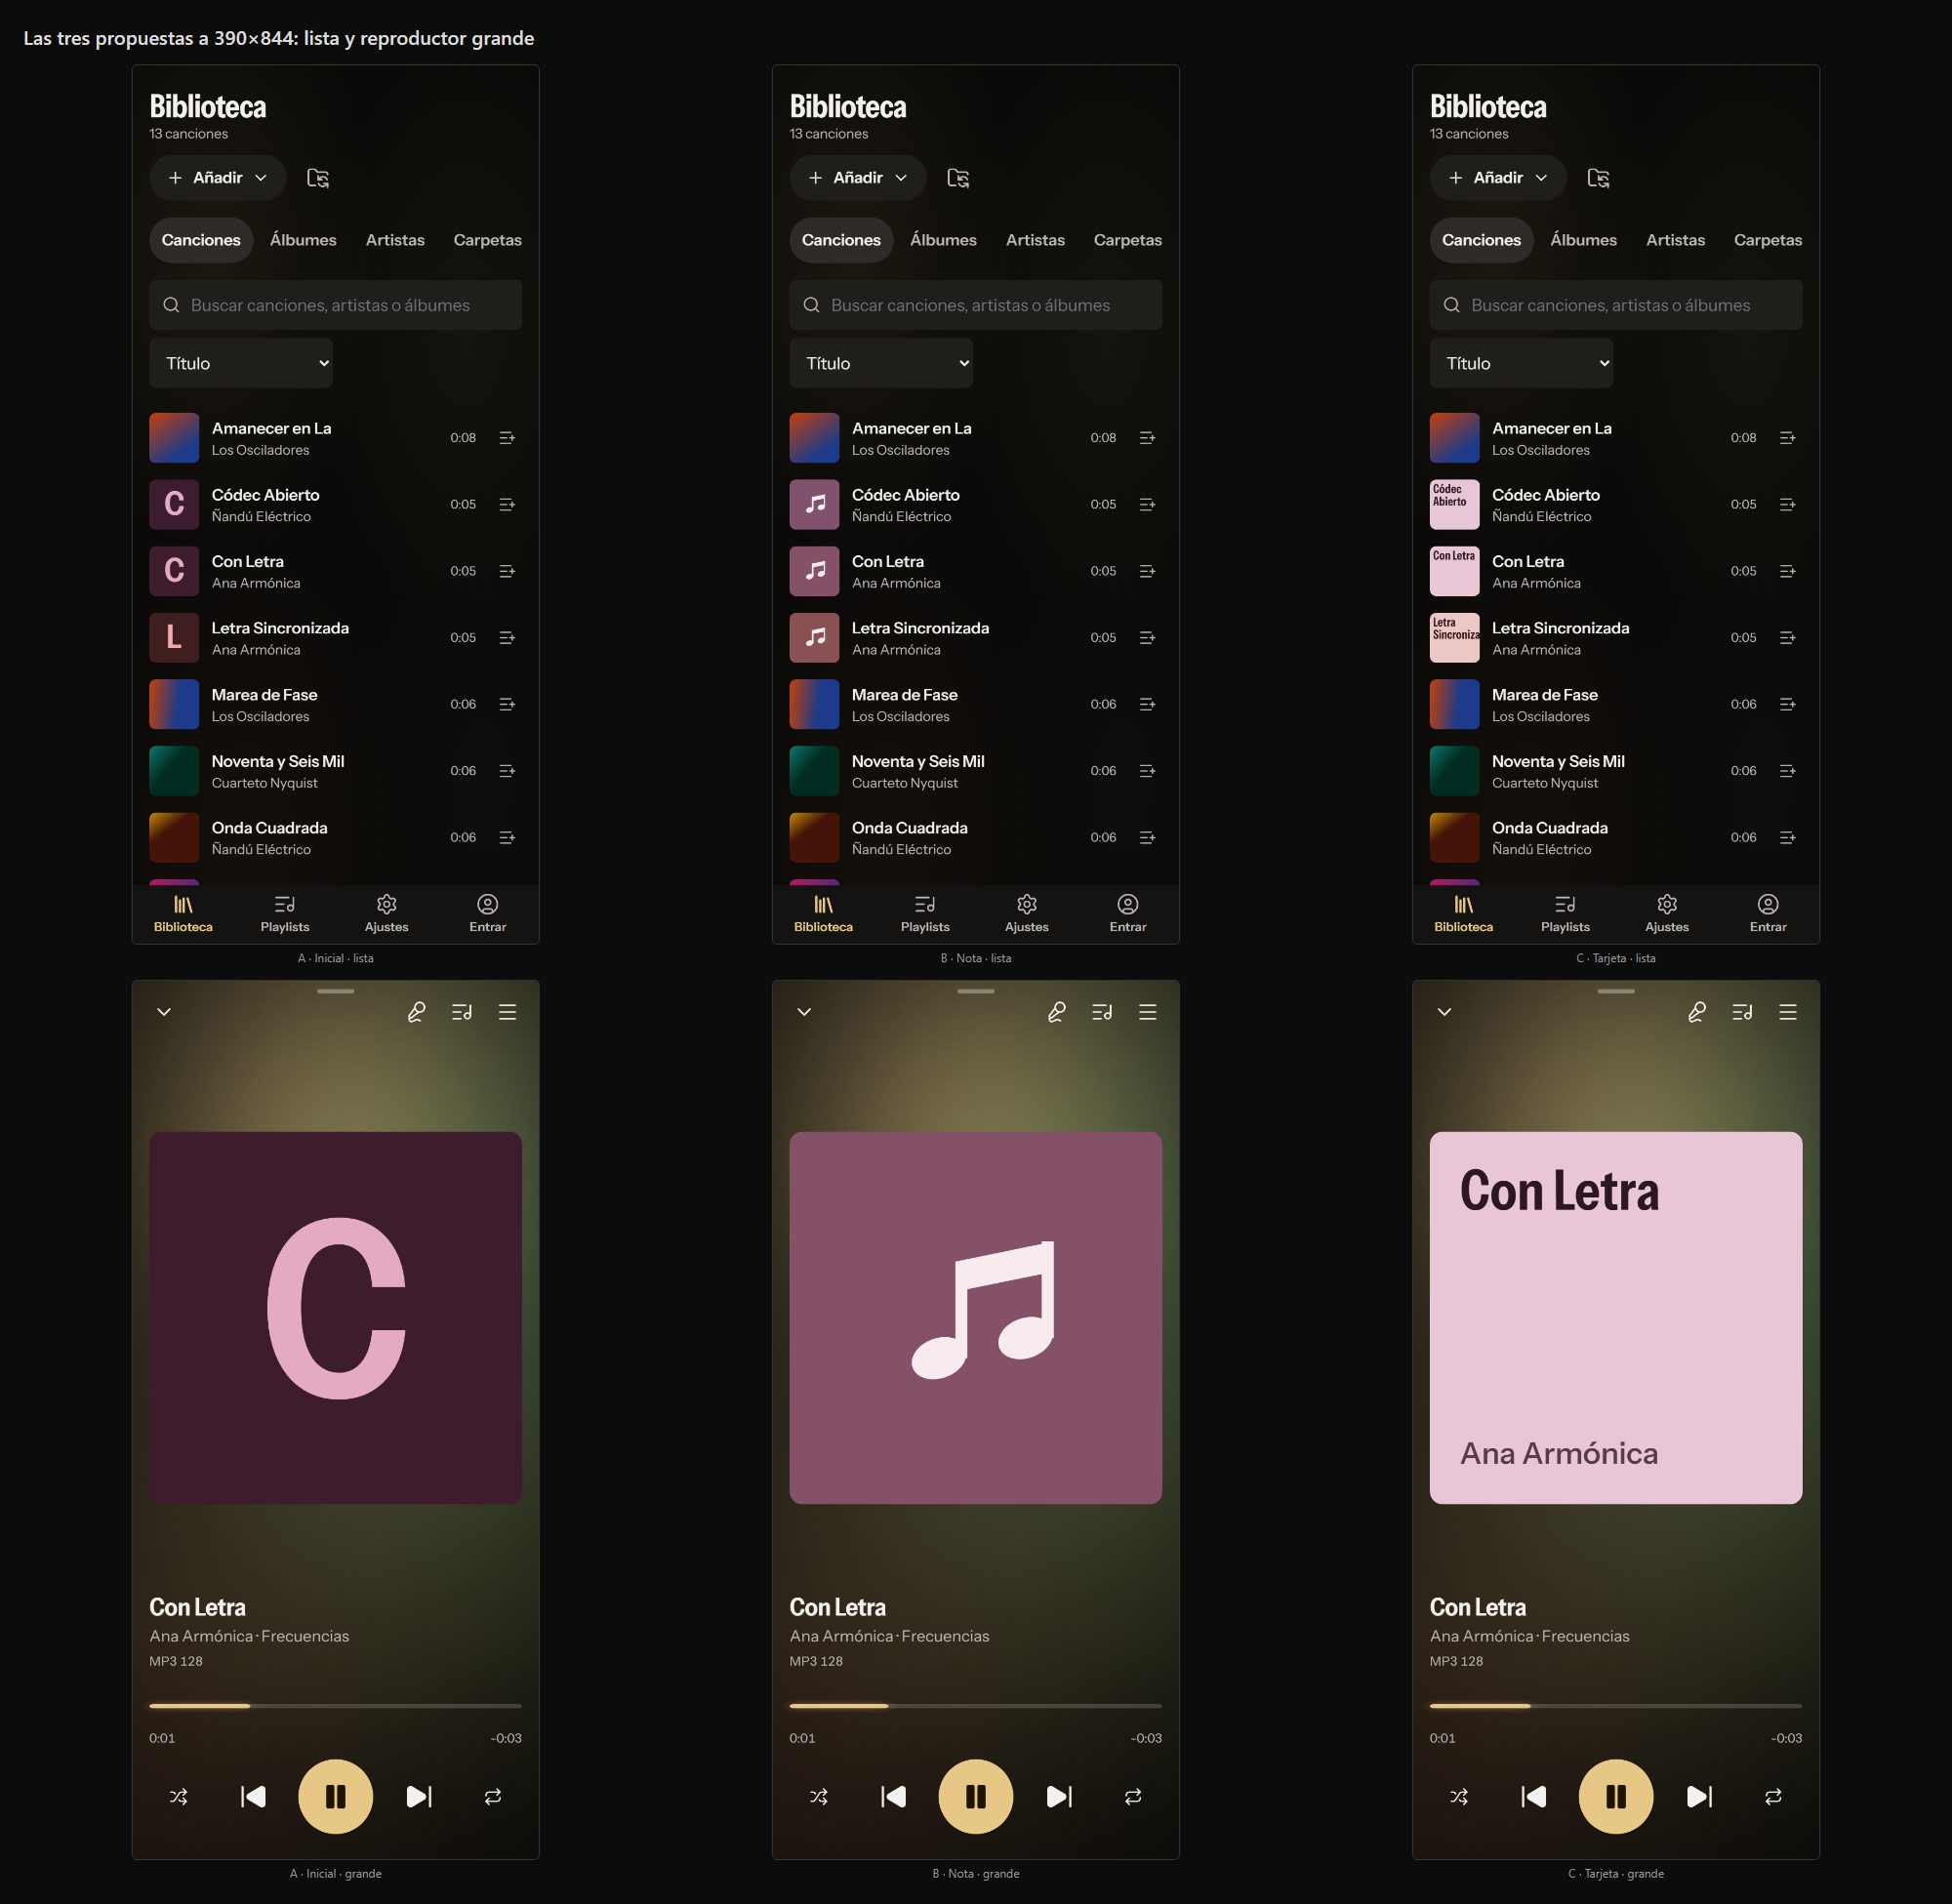 Las tres propuestas a 390×844: lista y reproductor grande
Biblioteca
13 canciones
Añadir
Canciones Álbumes Artistas Carpetas
Buscar canciones, artistas o álbumes
Título
Amanecer en La
Los Osciladores
0:08
C
Códec Abierto
Ñandú Eléctrico
0:05
C
Con Letra
Ana Armónica
0:05
L
Letra Sincronizada
Ana Armónica
0:05
Marea de Fase
Los Osciladores
0:06
Noventa y Seis Mil
Cuarteto Nyquist
0:06
Onda Cuadrada
Ñandú Eléctrico
0:06
Biblioteca Playlists Ajustes Entrar
A · Inicial · lista
Biblioteca
13 canciones
Añadir
Canciones Álbumes Artistas Carpetas
Buscar canciones, artistas o álbumes
Título
Amanecer en La
Los Osciladores
0:08
Códec Abierto
Ñandú Eléctrico
0:05
Con Letra
Ana Armónica
0:05
Letra Sincronizada
Ana Armónica
0:05
Marea de Fase
Los Osciladores
0:06
Noventa y Seis Mil
Cuarteto Nyquist
0:06
Onda Cuadrada
Ñandú Eléctrico
0:06
Biblioteca Playlists Ajustes Entrar
B · Nota · lista
Biblioteca
13 canciones
Añadir
Canciones Álbumes Artistas Carpetas
Buscar canciones, artistas o álbumes
Título
Amanecer en La
Los Osciladores
0:08
Códec
Abierto
Códec Abierto
Ñandú Eléctrico
0:05
Con Letra
Con Letra
Ana Armónica
0:05
Letra
Sincroniza
Letra Sincronizada
Ana Armónica
0:05
Marea de Fase
Los Osciladores
0:06
Noventa y Seis Mil
Cuarteto Nyquist
0:06
Onda Cuadrada
Ñandú Eléctrico
0:06
Biblioteca Playlists Ajustes Entrar
C · Tarjeta · lista
C
Con Letra
Ana Armónica · Frecuencias
MP3 128
0:01 -0:03
A · Inicial · grande
Con Letra
Ana Armónica · Frecuencias
MP3 128
0:01 -0:03
B · Nota · grande
Con Letra
Ana Armónica
Con Letra
Ana Armónica · Frecuencias
MP3 128
0:01 -0:03
C · Tarjeta · grande